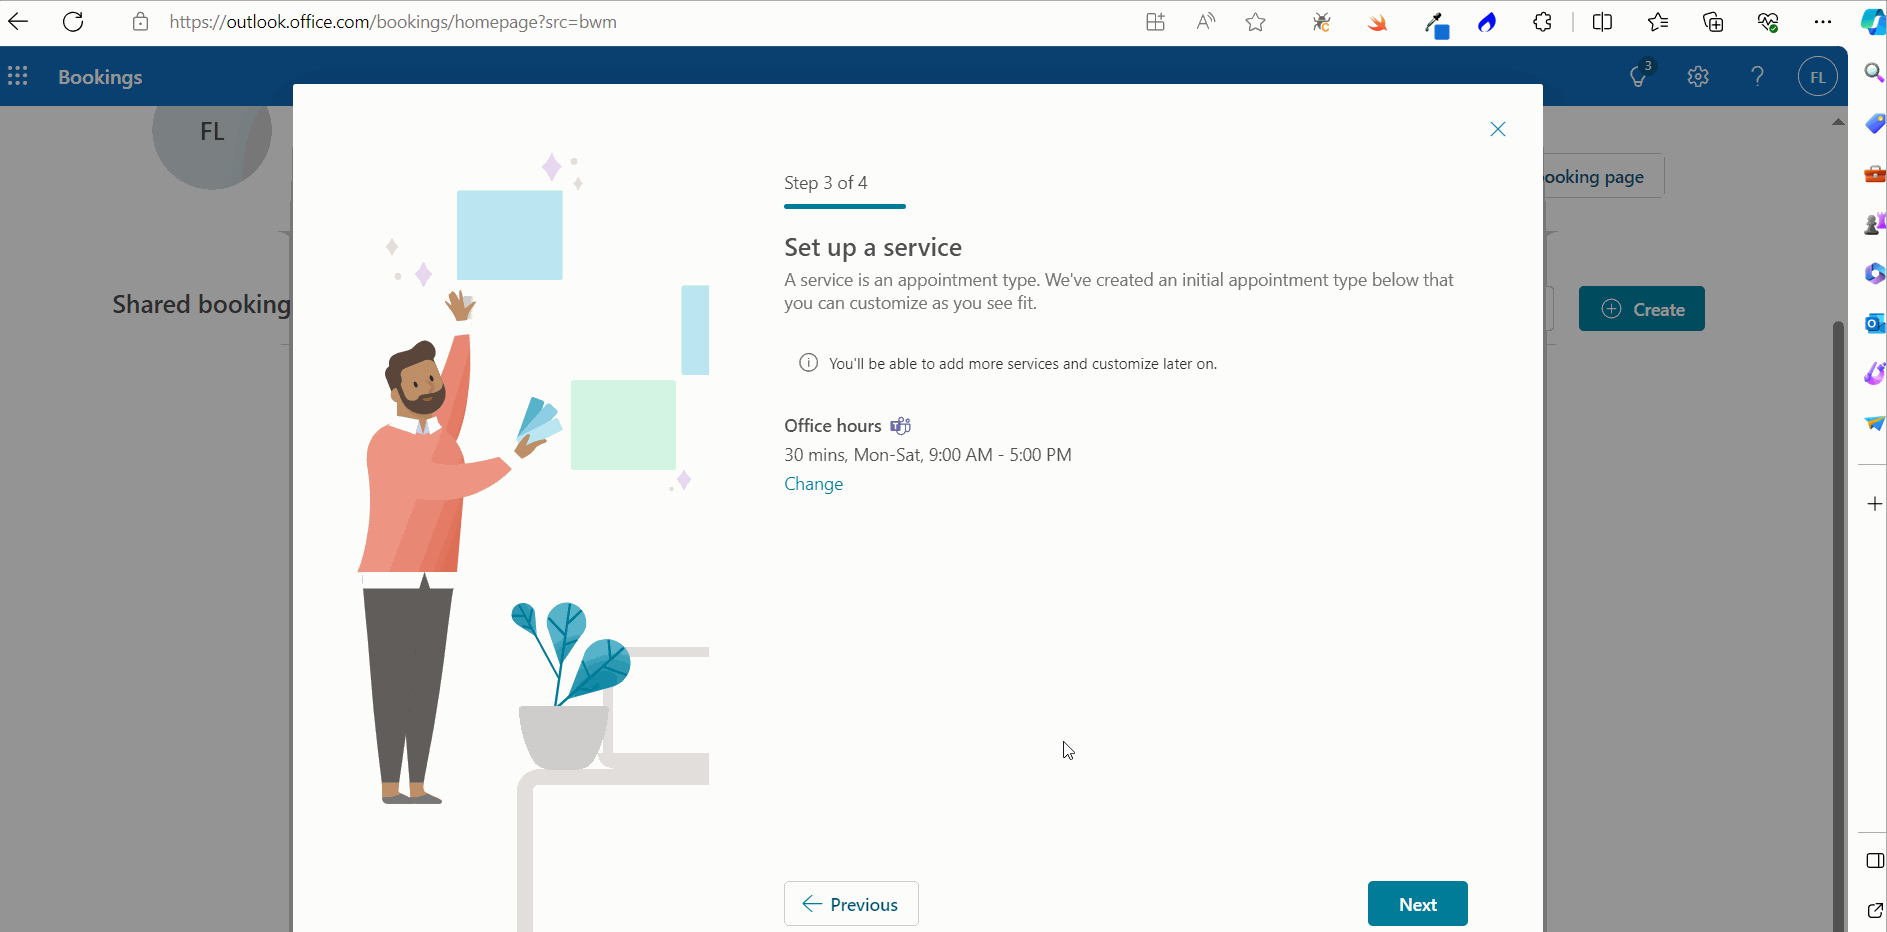 https://outlook.office.com/bookings/homepage?src=bwm
Bookings
3
FL
FL
ooking page
Step 3 of 4
Set up a service
A service is an appointment type. We've created an initial appointment type below that
you can customize as you see fit.
Shared booking
Create
You'll be able to add more services and customize later on.
Office hours
30 mins, Mon-Sat, 9:00 AM - 5:00 PM
Change
Previous
Next